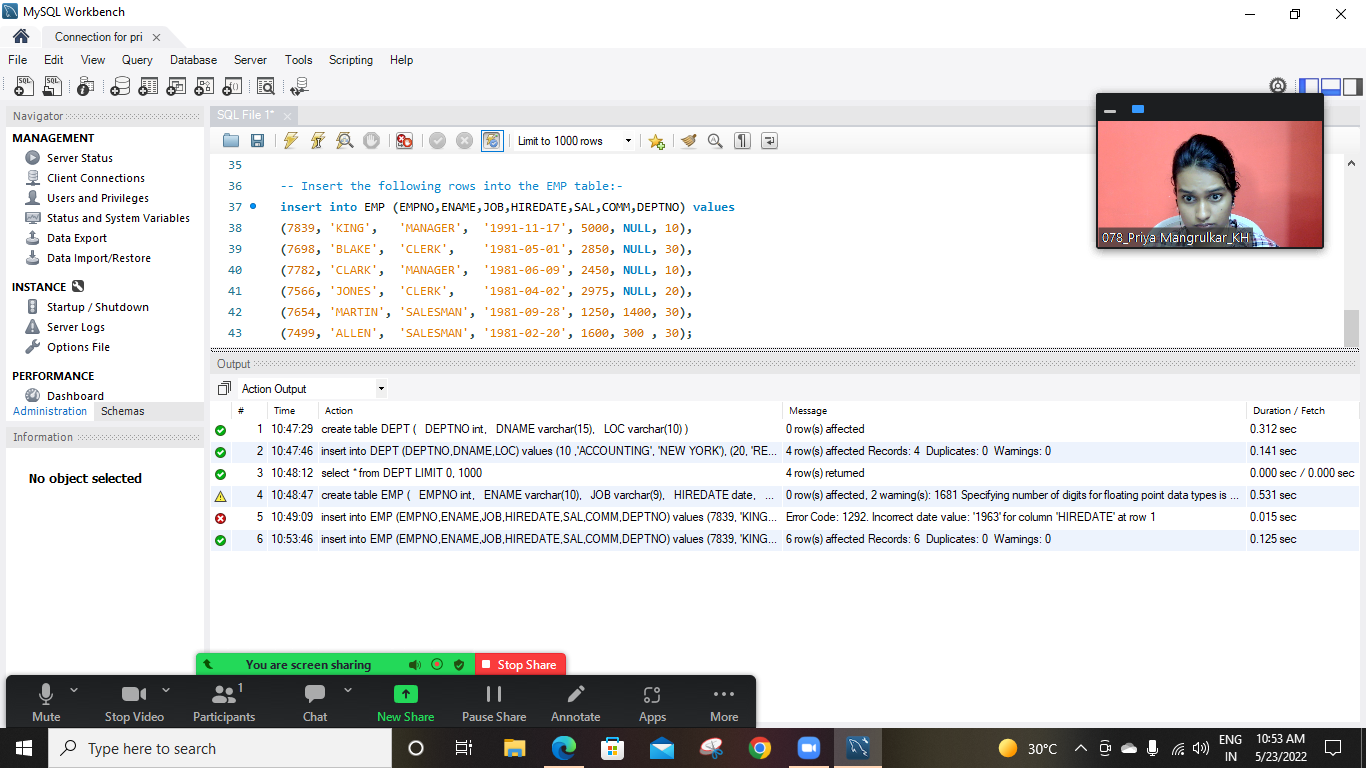 MySQL Workbench
Connection for pri
File Edit View Query Database Server Tools Scripting Help
Navigator
MANAGEMENT
Server Status
Client Connections
Users and Privileges
Status and System Variables
Data Export
Data Import/Restore
INSTANCE
Startup / Shutdown
Server Logs
Options File
PERFORMANCE
Dashboard
Administration Schemas
Information
No object selected
SQL File 1*
Limit to 1000 rows
35
36 -- Insert the following rows into the EMP table:-
37 insert into EMP (EMPNO,ENAME,JOB,HIREDATE,SAL,COMM,DEPTNO) values
38 (7839, 'KING', 'MANAGER', '1991-11-17', 5000, NULL, 10),
39 (7698, 'BLAKE', 'CLERK', '1981-05-01', 2850, NULL, 30),
40 (7782, 'CLARK', 'MANAGER', '1981-06-09', 2450, NULL, 10),
41 (7566, 'JONES', 'CLERK', '1981-04-02', 2975, NULL, 20),
42 (7654, 'MARTIN', 'SALESMAN', '1981-09-28', 1250, 1400, 30),
43 (7499, 'ALLEN', 'SALESMAN', '1981-02-20', 1600, 300 , 30);
078_Priya Mangrulkar_KH
Output
Action Output
# Time Action Message Duration / Fetch
1 10:47:29 create table DEPT ( DEPTNO int, DNAME varchar(15), LOC varchar(10) ) 0 row(s) affected 0.312 sec
2 10:47:46 insert into DEPT (DEPTNO,DNAME,LOC) values (10 ,'ACCOUNTING', 'NEW YORK'), (20, 'RE... 4 row(s) affected Records: 4 Duplicates: 0 Warnings: 0 0.141 sec
3 10:48:12 select * from DEPT LIMIT 0, 1000 4 row(s) returned 0.000 sec / 0.000 sec
4 10:48:47 create table EMP ( EMPNO int, ENAME varchar(10), JOB varchar(9), HIREDATE date, ... 0 row(s) affected, 2 warning(s): 1681 Specifying number of digits for floating point data types is ... 0.531 sec
5 10:49:09 insert into EMP (EMPNO,ENAME,JOB,HIREDATE,SAL,COMM,DEPTNO) values (7839, 'KING... Error Code: 1292. Incorrect date value: '1963' for column 'HIREDATE' at row 1 0.015 sec
6 10:53:46 insert into EMP (EMPNO,ENAME,JOB,HIREDATE,SAL,COMM,DEPTNO) values (7839, 'KING... 6 row(s) affected Records: 6 Duplicates: 0 Warnings: 0 0.125 sec
You are screen sharing Stop Share
1
Mute Stop Video Participants Chat New Share Pause Share Annotate Apps More
Type here to search
30°C
ENG
IN
10:53 AM
5/23/2022